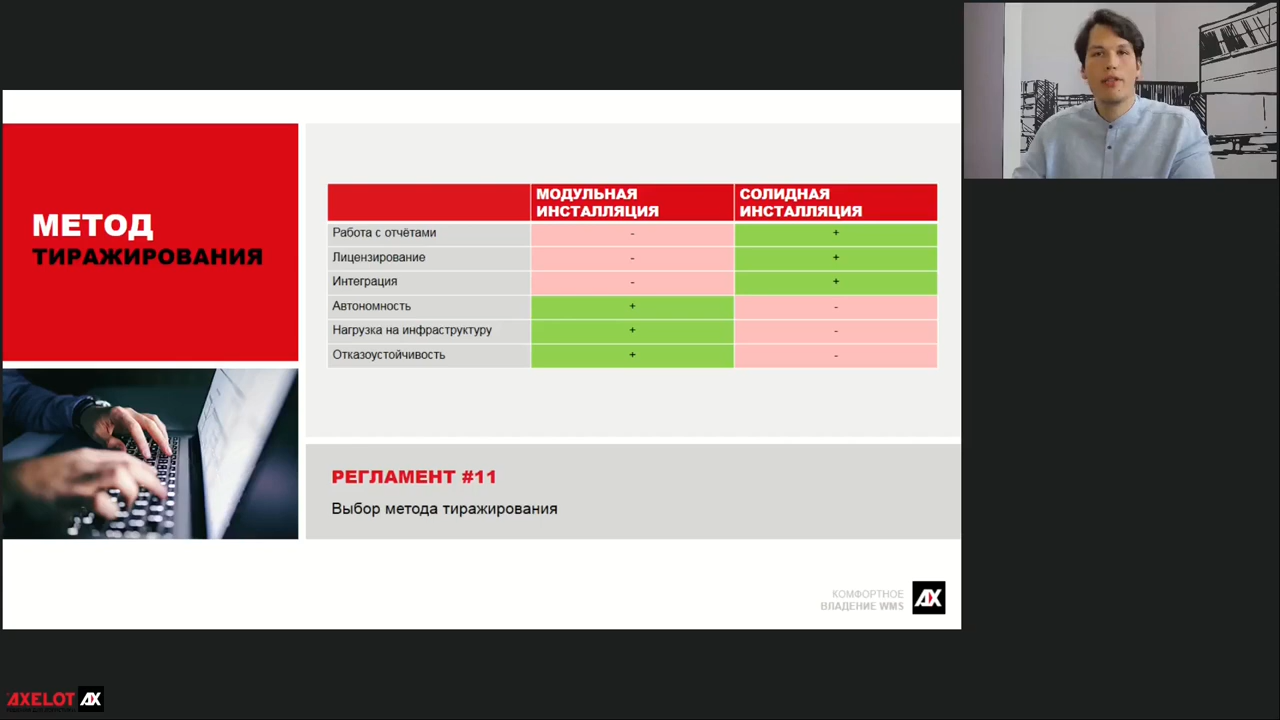 МЕТОД
ТИРАЖИРОВАНИЯ
МОДУЛЬНАЯ
ИНСТАЛЛЯЦИЯ
СОЛИДНАЯ
ИНСТАЛЛЯЦИЯ
Работа с отчётами - +
Лицензирование - +
Интеграция - +
Автономность + -
Нагрузка на инфраструктуру + -
Отказоустойчивость + -
РЕГЛАМЕНТ #11
Выбор метода тиражирования
КОМФОРТНОЕ
ВЛАДЕНИЕ WMS
AX
AXELOT AX